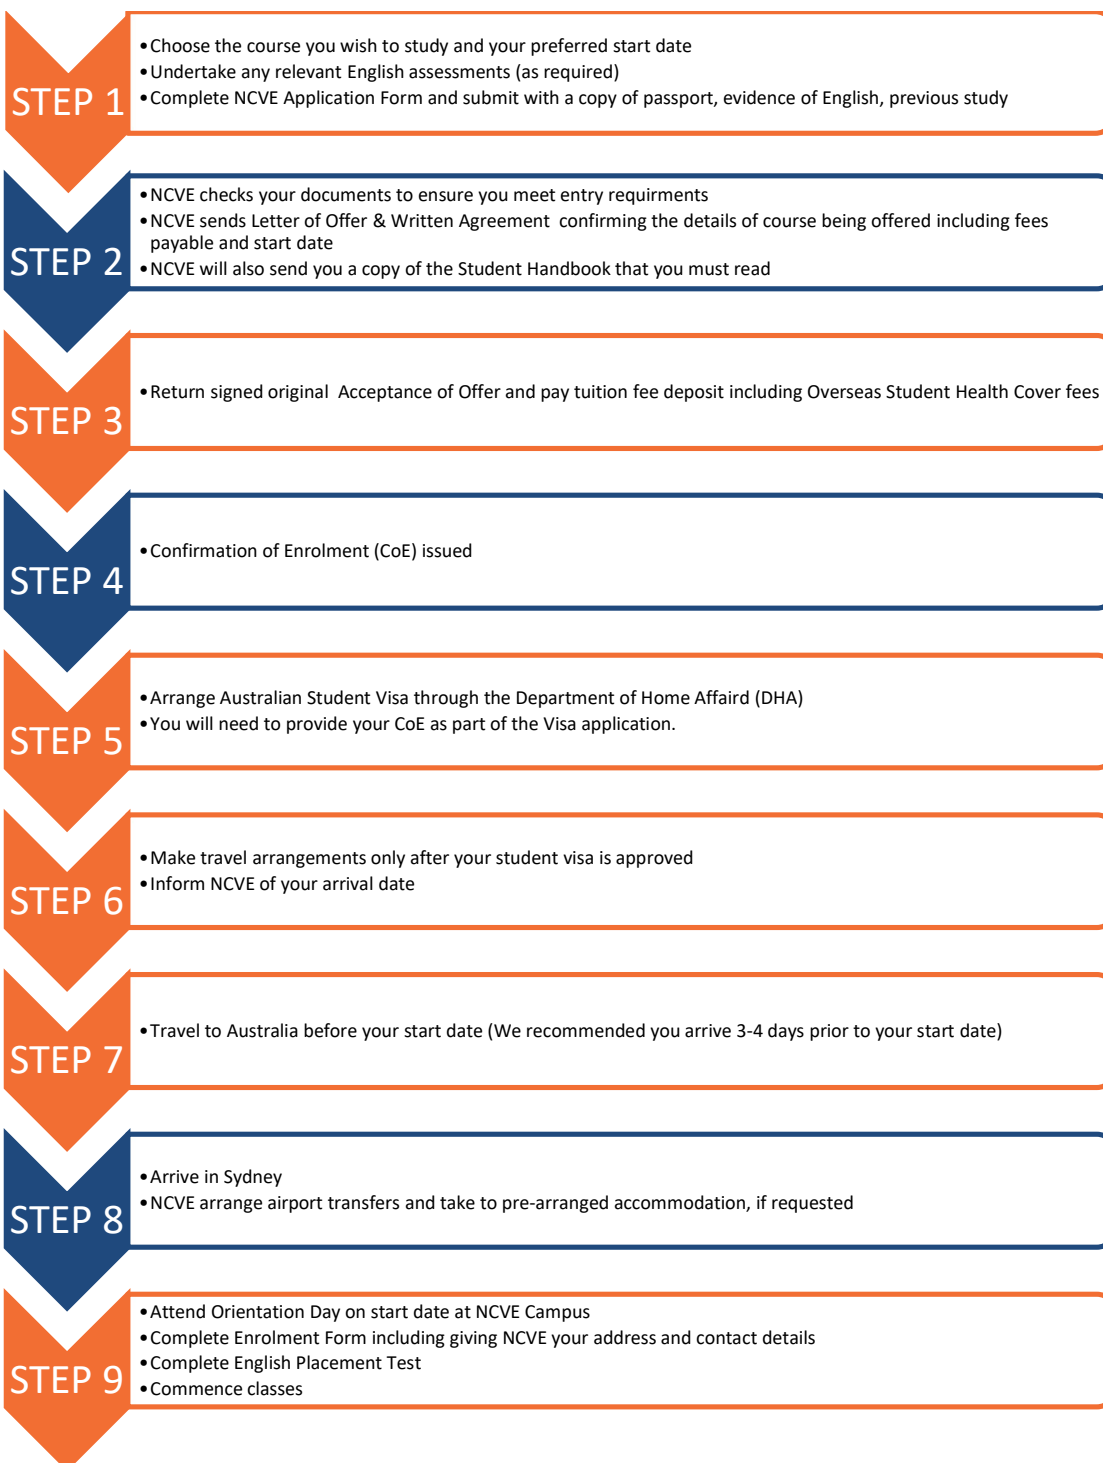 STEP 1
•Choose the course you wish to study and your preferred start date
•Undertake any relevant English assessments (as required)
•Complete NCVE Application Form and submit with a copy of passport, evidence of English, previous study
STEP 2
•NCVE checks your documents to ensure you meet entry requirments
•NCVE sends Letter of Offer & Written Agreement confirming the details of course being offered including fees
payable and start date
•NCVE will also send you a copy of the Student Handbook that you must read
STEP 3
•Return signed original Acceptance of Offer and pay tuition fee deposit including Overseas Student Health Cover fees
STEP 4
•Confirmation of Enrolment (CoE) issued
STEP 5
•Arrange Australian Student Visa through the Department of Home Affaird (DHA)
•You will need to provide your CoE as part of the Visa application.
STEP 6
•Make travel arrangements only after your student visa is approved
•Inform NCVE of your arrival date
STEP 7
•Travel to Australia before your start date (We recommended you arrive 3-4 days prior to your start date)
STEP 8
•Arrive in Sydney
•NCVE arrange airport transfers and take to pre-arranged accommodation, if requested
STEP 9
•Attend Orientation Day on start date at NCVE Campus
•Complete Enrolment Form including giving NCVE your address and contact details
•Complete English Placement Test
•Commence classes